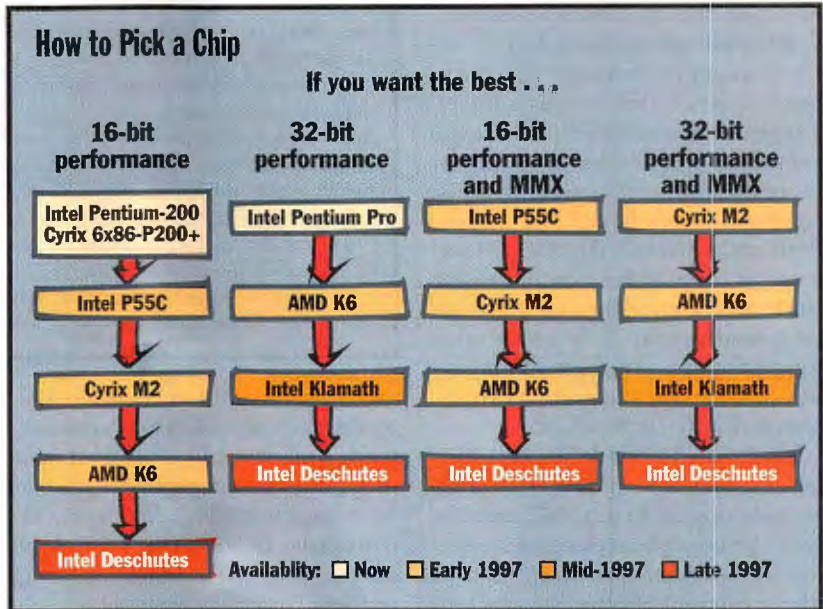 How to Pick a Chip
If you want the best . . .
16-bit
performance
Intel Pentium-200
Cyrix 6x86-P200+
Intel P55C
Cyrix M2
AMD K6
Intel Deschutes
32-bit
performance
Intel Pentium Pro
AMD K6
Intel Klamath
Intel Deschutes
16-bit
performance
and MMX
Intel P55C
Cyrix M2
AMD K6
Intel Deschutes
32-bit
performance
and MMX
Cyrix M2
AMD K6
Intel Klamath
Intel Deschutes
Availablity: Now Early 1997 Mid-1997 Late 1997